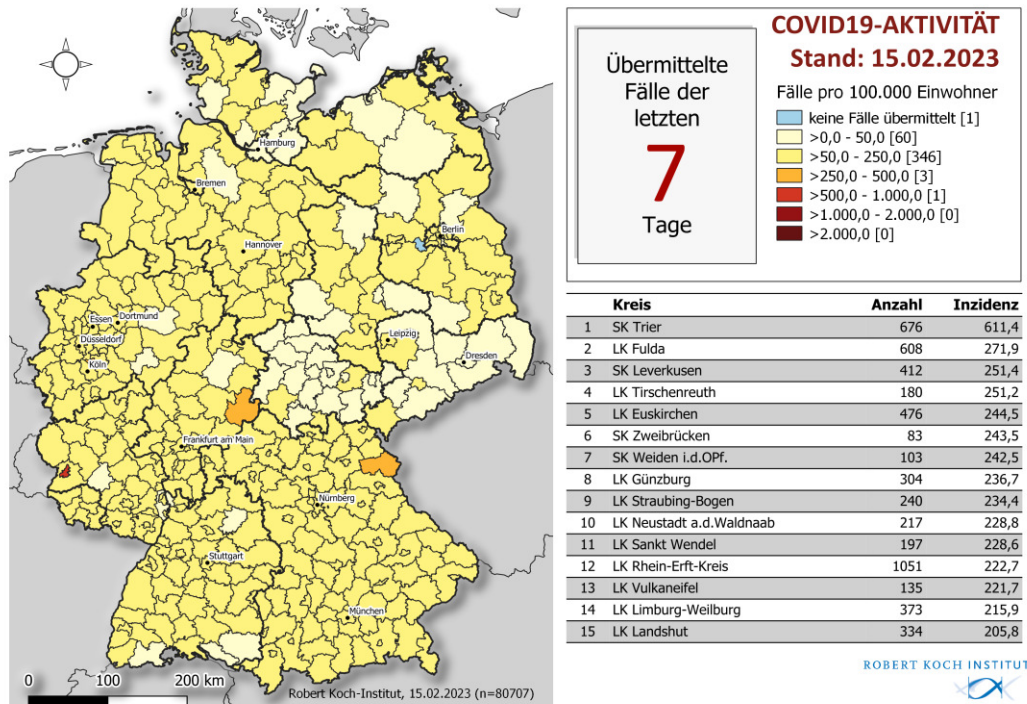 Hamburg
Bremen
Berlin
Hannover
Essen
Dortmund
Düsseldorf
Köln
Leipzig
Dresden
Frankfurt am Main
Nürnberg
Stuttgart
München
0 100 200 km
Robert Koch-Institut, 15.02.2023 (n=80707)
Übermittelte
Fälle der
letzten
7
Tage
COVID19-AKTIVITÄT
Stand: 15.02.2023
Fälle pro 100.000 Einwohner
keine Fälle übermittelt [1]
>0,0 - 50,0 [60]
>50,0 - 250,0 [346]
>250,0 - 500,0 [3]
>500,0 - 1.000,0 [1]
>1.000,0 - 2.000,0 [0]
>2.000,0 [0]
Kreis Anzahl Inzidenz
1 SK Trier 676 611,4
2 LK Fulda 608 271,9
3 SK Leverkusen 412 251,4
4 LK Tirschenreuth 180 251,2
5 LK Euskirchen 476 244,5
6 SK Zweibrücken 83 243,5
7 SK Weiden i.d.OPf. 103 242,5
8 LK Günzburg 304 236,7
9 LK Straubing-Bogen 240 234,4
10 LK Neustadt a.d.Waldnaab 217 228,8
11 LK Sankt Wendel 197 228,6
12 LK Rhein-Erft-Kreis 1051 222,7
13 LK Vulkaneifel 135 221,7
14 LK Limburg-Weilburg 373 215,9
15 LK Landshut 334 205,8
ROBERT KOCH INSTITUT